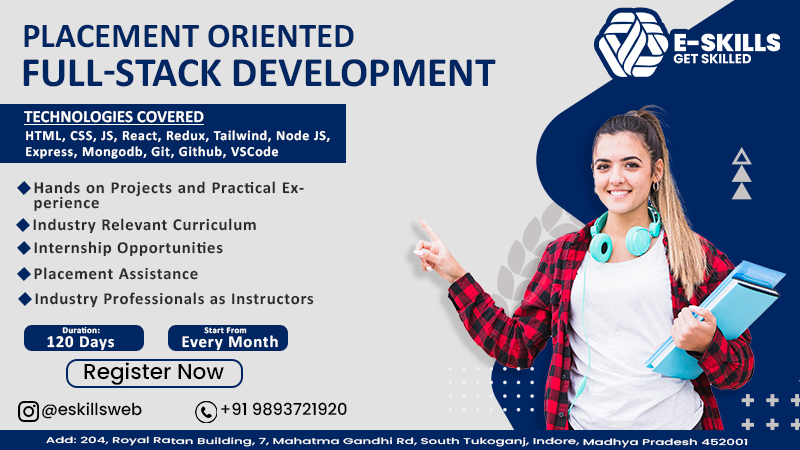 PLACEMENT ORIENTED
FULL-STACK DEVELOPMENT
E-SKILLS
GET SKILLED
TECHNOLOGIES COVERED
HTML, CSS, JS, React, Redux, Tailwind, Node JS,
Express, Mongodb, Git, Github, VSCode
Hands on Projects and Practical Ex-
perience
Industry Relevant Curriculum
Internship Opportunities
Placement Assistance
Industry Professionals as Instructors
Duration:
120 Days
Start From
Every Month
Register Now
@eskillsweb
+91 9893721920
Add: 204, Royal Ratan Building, 7, Mahatma Gandhi Rd, South Tukoganj, Indore, Madhya Pradesh 452001